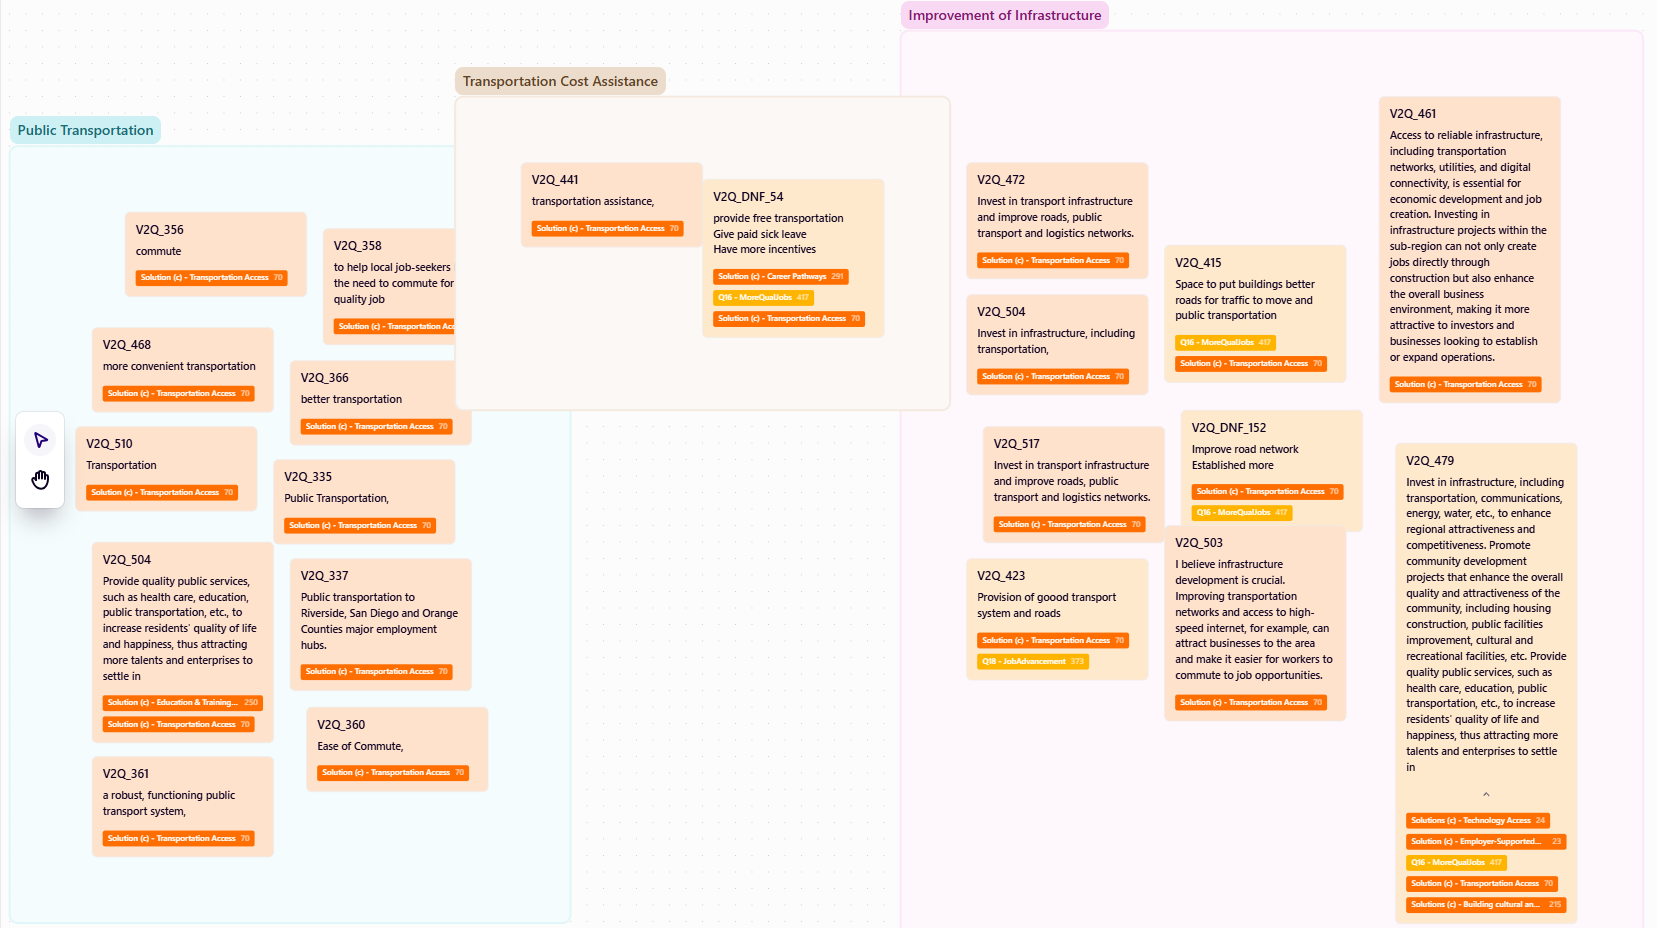 Improvement of Infrastructure
Transportation Cost Assistance
Public Transportation
V2Q_356
commute
Solution (c) - Transportation Access 70
V2Q_358
to help local job-seekers
the need to commute for
quality job
Solution (c) - Transportation Acc
V2Q_468
more convenient transportation
Solution (c) - Transportation Access 70
V2Q_366
better transportation
Solution (c) - Transportation Access 70
V2Q_510
Transportation
Solution (c) - Transportation Access 70
V2Q_335
Public Transportation,
Solution (c) - Transportation Access 70
V2Q_504
Provide quality public services,
such as health care, education,
public transportation, etc., to
increase residents' quality of life
and happiness, thus attracting
more talents and enterprises to
settle in
Solution (c) - Education & Training... 250
Solution (c) - Transportation Access 70
V2Q_337
Public transportation to
Riverside, San Diego and Orange
Counties major employment
hubs.
Solution (c) - Transportation Access 70
V2Q_360
Ease of Commute,
Solution (c) - Transportation Access 70
V2Q_361
a robust, functioning public
transport system,
Solution (c) - Transportation Access 70
V2Q_441
transportation assistance,
Solution (c) - Transportation Access 70
V2Q_DNF_54
provide free transportation
Give paid sick leave
Have more incentives
Solution (c) - Career Pathways 291
Q16 - MoreQualJobs 417
Solution (c) - Transportation Access 70
V2Q_472
Invest in transport infrastructure
and improve roads, public
transport and logistics networks.
Solution (c) - Transportation Access 70
V2Q_504
Invest in infrastructure, including
transportation,
Solution (c) - Transportation Access 70
V2Q_415
Space to put buildings better
roads for traffic to move and
public transportation
Q16 - MoreQualJobs 417
Solution (c) - Transportation Access 70
V2Q_461
Access to reliable infrastructure,
including transportation
networks, utilities, and digital
connectivity, is essential for
economic development and job
creation. Investing in
infrastructure projects within the
sub-region can not only create
jobs directly through
construction but also enhance
the overall business
environment, making it more
attractive to investors and
businesses looking to establish
or expand operations.
Solution (c) - Transportation Access 70
V2Q_517
Invest in transport infrastructure
and improve roads, public
transport and logistics networks.
Solution (c) - Transportation Access 70
V2Q_DNF_152
Improve road network
Established more
Solution (c) - Transportation Access 70
Q16 - MoreQualJobs 417
V2Q_423
Provision of goood transport
system and roads
Solution (c) - Transportation Access 70
Q18 - JobAdvancement 373
V2Q_503
I believe infrastructure
development is crucial.
Improving transportation
networks and access to high-
speed internet, for example, can
attract businesses to the area
and make it easier for workers to
commute to job opportunities.
Solution (c) - Transportation Access 70
V2Q_479
Invest in infrastructure, including
transportation, communications,
energy, water, etc., to enhance
regional attractiveness and
competitiveness. Promote
community development
projects that enhance the overall
quality and attractiveness of the
community, including housing
construction, public facilities
improvement, cultural and
recreational facilities, etc. Provide
quality public services, such as
health care, education, public
transportation, etc., to increase
residents' quality of life and
happiness, thus attracting more
talents and enterprises to settle
in
Solutions (c) - Technology Access 24
Solution (c) - Employer-Supported... 23
Q16 - MoreQualJobs 417
Solution (c) - Transportation Access 70
Solutions (c) - Building cultural an... 215